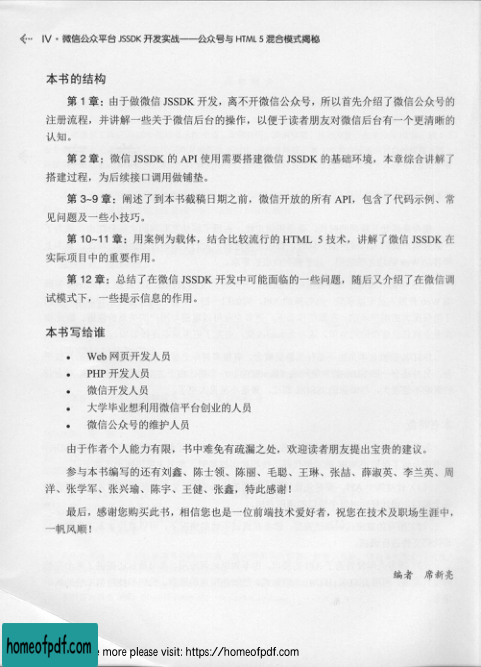 IV · 微信公众平台 JSSDK 开发实战——公众号与 HTML 5 混合模式揭秘
本书的结构
第 1 章：由于做微信 JSSDK 开发，离不开微信公众号，所以首先介绍了微信公众号的
注册流程，并讲解一些关于微信后台的操作，以便于读者朋友对微信后台有一个更清晰的
认知。
第 2 章：微信 JSSDK 的 API 使用需要搭建微信 JSSDK 的基础环境，本章综合讲解了
搭建过程，为后续接口调用做铺垫。
第 3~9 章：阐述了到本书截稿日期之前，微信开放的所有 API，包含了代码示例、常
见问题及一些小技巧。
第 10~11 章：用案例为载体，结合比较流行的 HTML 5 技术，讲解了微信 JSSDK 在
实际项目中的重要作用。
第 12 章：总结了在微信 JSSDK 开发中可能面临的一些问题，随后又介绍了在微信调
试模式下，一些提示信息的作用。
本书写给谁
• Web 网页开发人员
• PHP 开发人员
• 微信开发人员
• 大学毕业想利用微信平台创业的人员
• 微信公众号的维护人员
由于作者个人能力有限，书中难免有疏漏之处，欢迎读者朋友提出宝贵的建议。
参与本书编写的还有刘鑫、陈士领、陈丽、毛聪、王琳、张喆、薛淑英、李兰英、周
洋、张学军、张兴瑜、陈宇、王健、张鑫，特此感谢！
最后，感谢您购买此书，相信您也是一位前端技术爱好者，祝您在技术及职场生涯中，
一帆风顺！
编者 席新亮
homeofpdf.com
e more please visit: https://homeofpdf.com